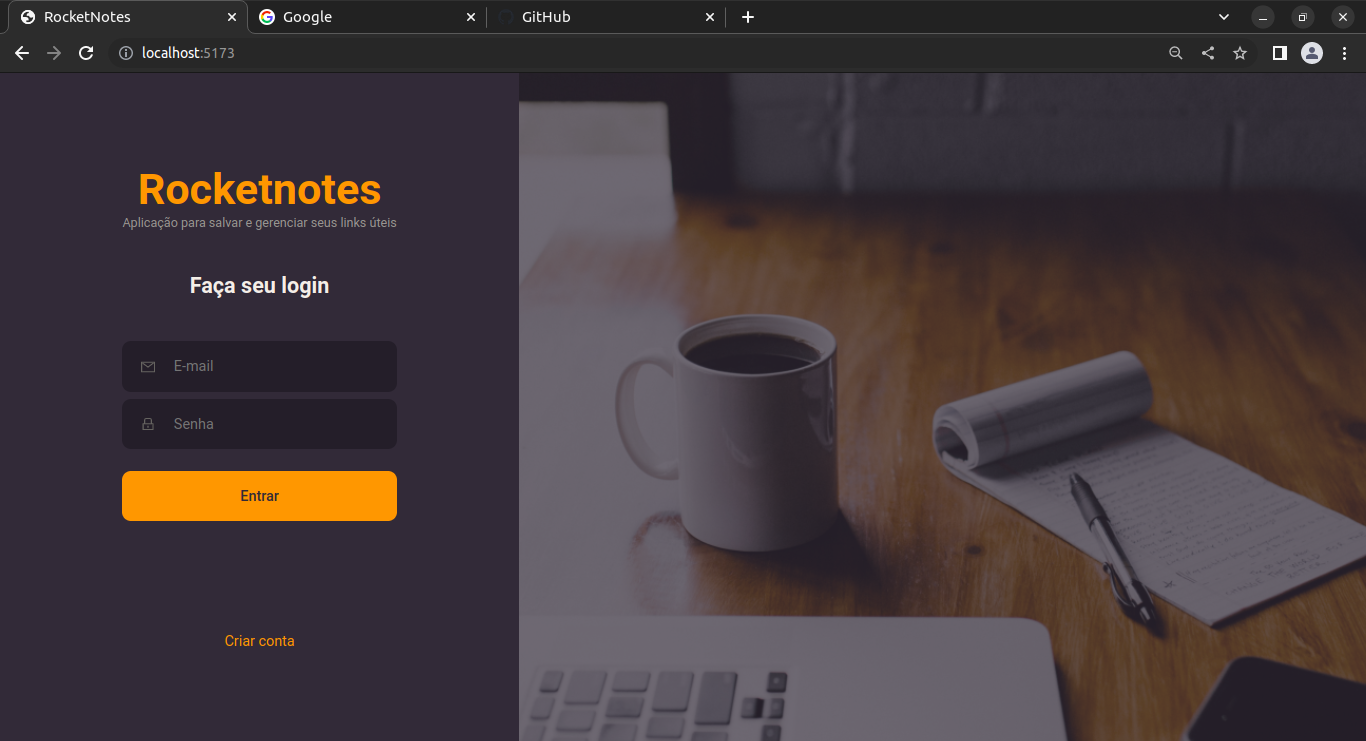 RocketNotes
Google
GitHub
localhost:5173
Rocketnotes
Aplicação para salvar e gerenciar seus links úteis
Faça seu login
E-mail
Senha
Entrar
Criar conta